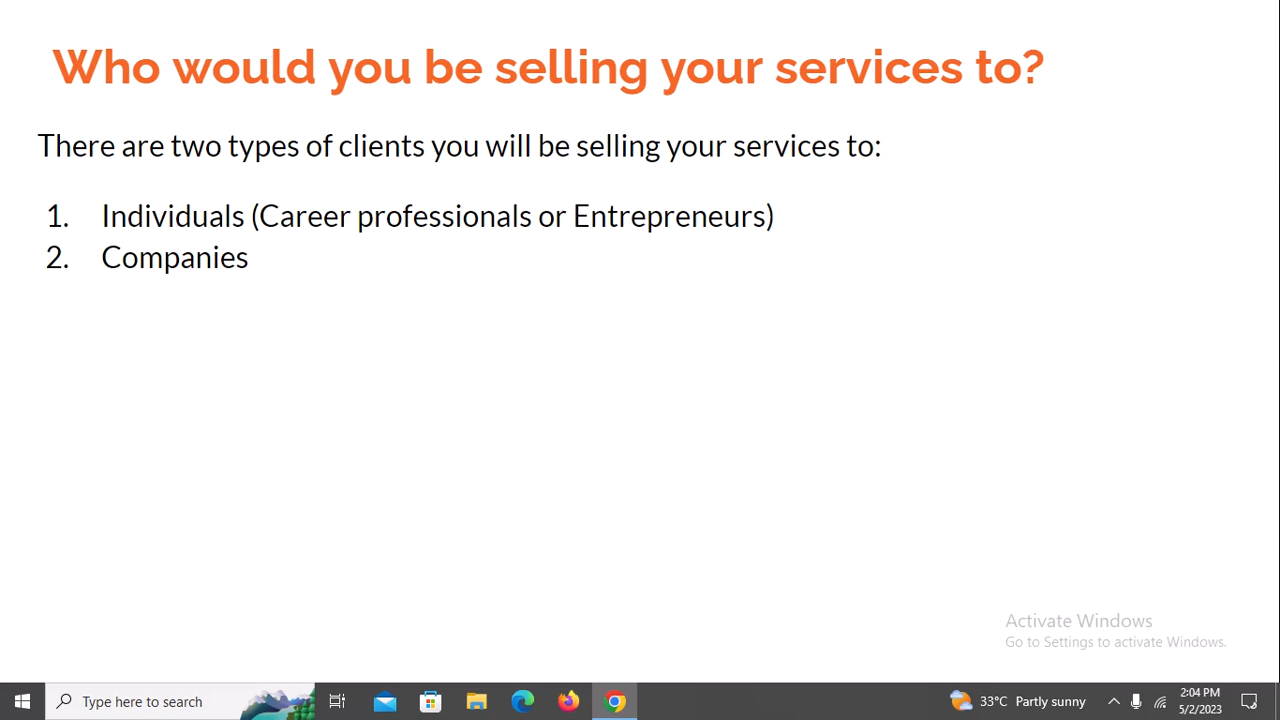 Who would you be selling your services to?
There are two types of clients you will be selling your services to:
1. Individuals (Career professionals or Entrepreneurs)
2. Companies
Activate Windows
Go to Settings to activate Windows.
Type here to search
33°C Partly sunny
2:04 PM
5/2/2023